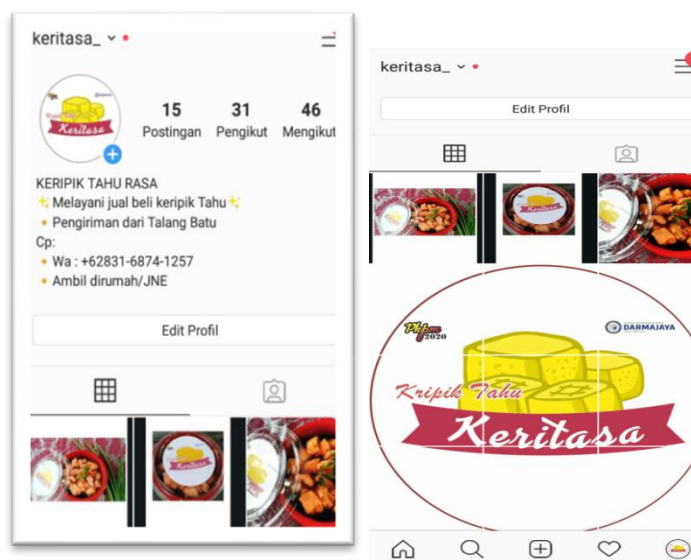 keritasa_
15 31 46
Postingan Pengikut Mengikut
Keritasa
KERIPIK TAHU RASA
Melayani jual beli keripik Tahu
Pengiriman dari Talang Batu
Cp:
Wa : +62831-6874-1257
Ambil dirumah/JNE
Edit Profil
keritasa_
Edit Profil
Keritasa
PKpm
2020
DARMAJAYA
Kripik Tahu
Keritasa